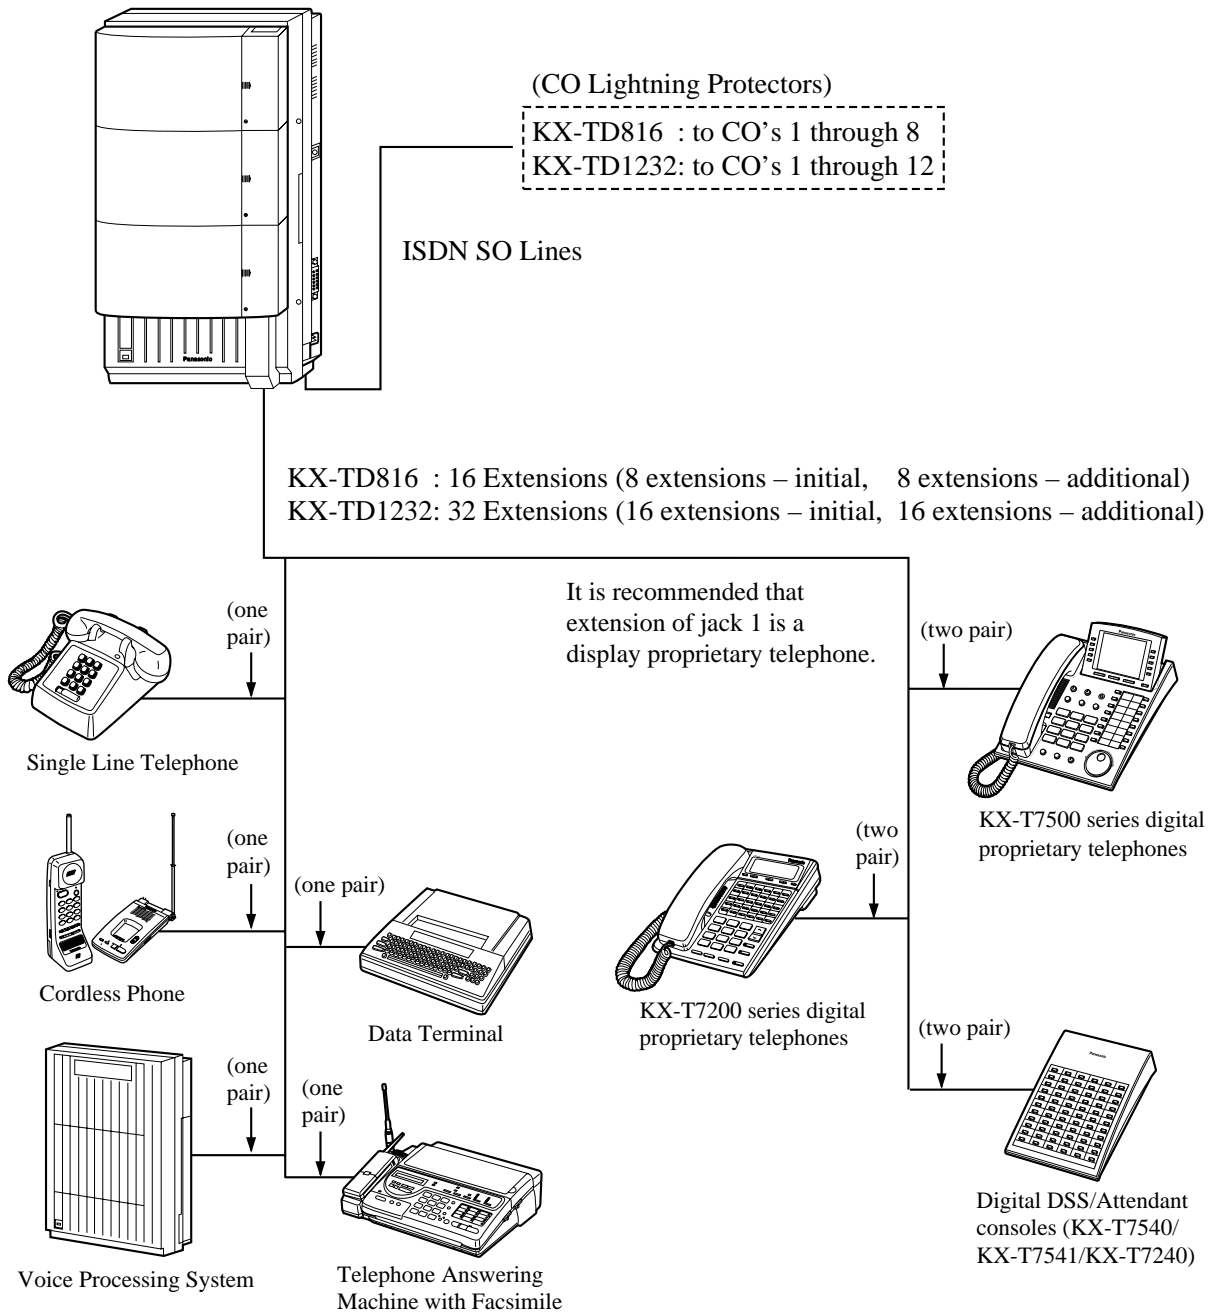 (CO Lightning Protectors)
KX-TD816 : to CO's 1 through 8
KX-TD1232: to CO's 1 through 12
ISDN SO Lines
Panasonic
KX-TD816 : 16 Extensions (8 extensions – initial, 8 extensions – additional)
KX-TD1232: 32 Extensions (16 extensions – initial, 16 extensions – additional)
It is recommended that
extension of jack 1 is a
display proprietary telephone.
(one
pair)
Single Line Telephone
(two pair)
Panasonic
KX-T7500 series digital
proprietary telephones
(one
pair)
Cordless Phone
(one pair)
Data Terminal
(two
pair)
Panasonic
KX-T7200 series digital
proprietary telephones
(two pair)
Panasonic
Digital DSS/Attendant
consoles (KX-T7540/
KX-T7541/KX-T7240)
(one
pair)
Voice Processing System
(one
pair)
Telephone Answering
Machine with Facsimile